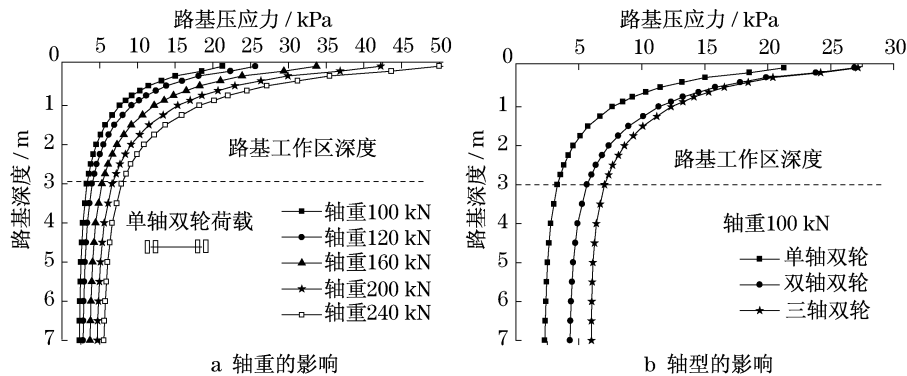 路基压应力 / kPa
0 5 10 15 20 25 30 35 40 45 50
路基深度 / m
1
2
3
4
5
6
7
路基工作区深度
单轴双轮荷载
轴重100 kN
轴重120 kN
轴重160 kN
轴重200 kN
轴重240 kN
a 轴重的影响
路基压应力 / kPa
0 5 10 15 20 25 30
路基深度 / m
1
2
3
4
5
6
7
路基工作区深度
轴重100 kN
单轴双轮
双轴双轮
三轴双轮
b 轴型的影响